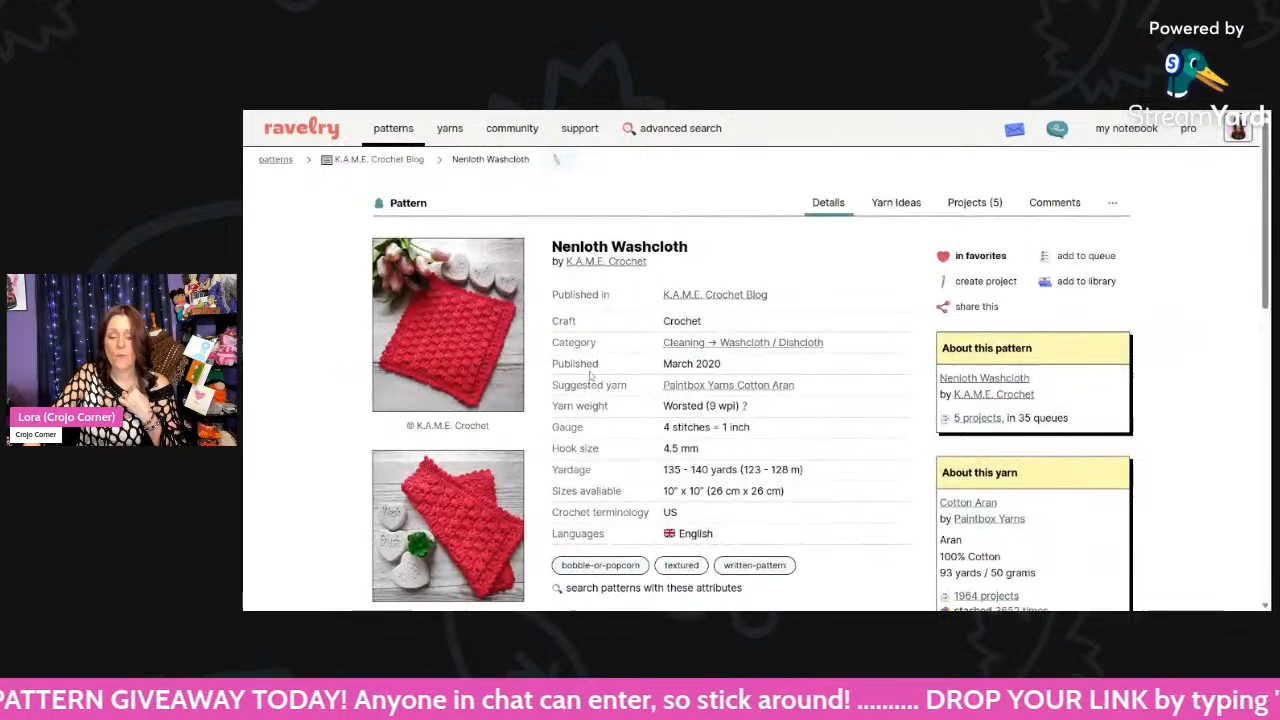 Powered by
StreamYard
ravelry
patterns yarns community support advanced search my notebook pro
patterns > K.A.M.E. Crochet Blog > Nenloth Washcloth
Pattern Details Yarn Ideas Projects (5) Comments ...
Nenloth Washcloth
by K.A.M.E. Crochet
Published in K.A.M.E. Crochet Blog
Craft Crochet
Category Cleaning → Washcloth / Dishcloth
Published March 2020
Suggested yarn Paintbox Yarns Cotton Aran
Yarn weight Worsted (9 wpi) ?
Gauge 4 stitches = 1 inch
Hook size 4.5 mm
Yardage 135 - 140 yards (123 - 128 m)
Sizes available 10" x 10" (26 cm x 26 cm)
Crochet terminology US
Languages English
bobble-or-popcorn textured written-pattern
search patterns with these attributes
© K.A.M.E. Crochet
Wash
Brush
in favorites add to queue
create project add to library
share this
About this pattern
Nenloth Washcloth
by K.A.M.E. Crochet
5 projects, in 35 queues
About this yarn
Cotton Aran
by Paintbox Yarns
Aran
100% Cotton
93 yards / 50 grams
1964 projects
stashed 3652 times
Lora (Crojo Corner)
Crojo Corner
PATTERN GIVEAWAY TODAY! Anyone in chat can enter, so stick around! .......... DROP YOUR LINK by typing '